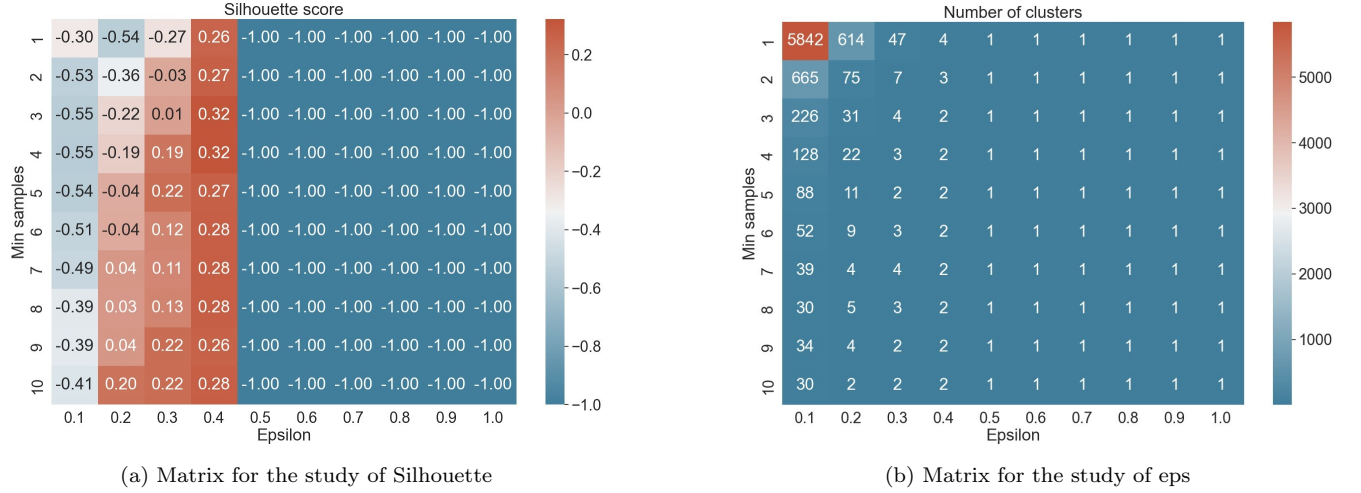 Silhouette score
1 -0.30 -0.54 -0.27 0.26 -1.00 -1.00 -1.00 -1.00 -1.00 -1.00
2 -0.53 -0.36 -0.03 0.27 -1.00 -1.00 -1.00 -1.00 -1.00 -1.00
3 -0.55 -0.22 0.01 0.32 -1.00 -1.00 -1.00 -1.00 -1.00 -1.00
4 -0.55 -0.19 0.19 0.32 -1.00 -1.00 -1.00 -1.00 -1.00 -1.00
5 -0.54 -0.04 0.22 0.27 -1.00 -1.00 -1.00 -1.00 -1.00 -1.00
6 -0.51 -0.04 0.12 0.28 -1.00 -1.00 -1.00 -1.00 -1.00 -1.00
7 -0.49 0.04 0.11 0.28 -1.00 -1.00 -1.00 -1.00 -1.00 -1.00
8 -0.39 0.03 0.13 0.28 -1.00 -1.00 -1.00 -1.00 -1.00 -1.00
9 -0.39 0.04 0.22 0.26 -1.00 -1.00 -1.00 -1.00 -1.00 -1.00
10 -0.41 0.20 0.22 0.28 -1.00 -1.00 -1.00 -1.00 -1.00 -1.00
0.1 0.2 0.3 0.4 0.5 0.6 0.7 0.8 0.9 1.0
Epsilon
Min samples
0.2
0.0
−0.2
−0.4
−0.6
−0.8
−1.0
(a) Matrix for the study of Silhouette
Number of clusters
1 5842 614 47 4 1 1 1 1 1 1
2 665 75 7 3 1 1 1 1 1 1
3 226 31 4 2 1 1 1 1 1 1
4 128 22 3 2 1 1 1 1 1 1
5 88 11 2 2 1 1 1 1 1 1
6 52 9 3 2 1 1 1 1 1 1
7 39 4 4 2 1 1 1 1 1 1
8 30 5 3 2 1 1 1 1 1 1
9 34 4 2 2 1 1 1 1 1 1
10 30 2 2 2 1 1 1 1 1 1
0.1 0.2 0.3 0.4 0.5 0.6 0.7 0.8 0.9 1.0
Epsilon
Min samples
5000
4000
3000
2000
1000
(b) Matrix for the study of eps